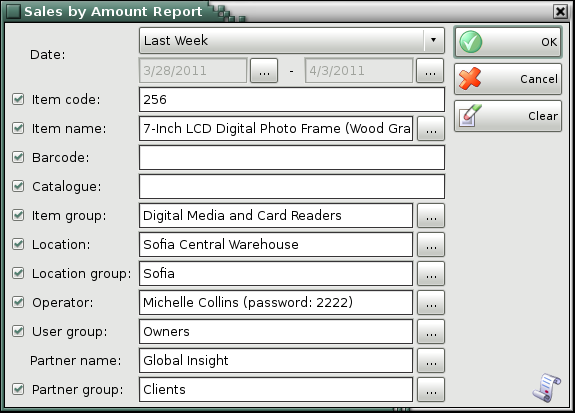 Sales by Amount Report
Date: Last Week
3/28/2011 ... - 4/3/2011 ...
OK
Cancel
Clear
Item code: 256
Item name: 7-Inch LCD Digital Photo Frame (Wood Gra ...
Barcode:
Catalogue:
Item group: Digital Media and Card Readers ...
Location: Sofia Central Warehouse ...
Location group: Sofia ...
Operator: Michelle Collins (password: 2222) ...
User group: Owners ...
Partner name: Global Insight ...
Partner group: Clients ...